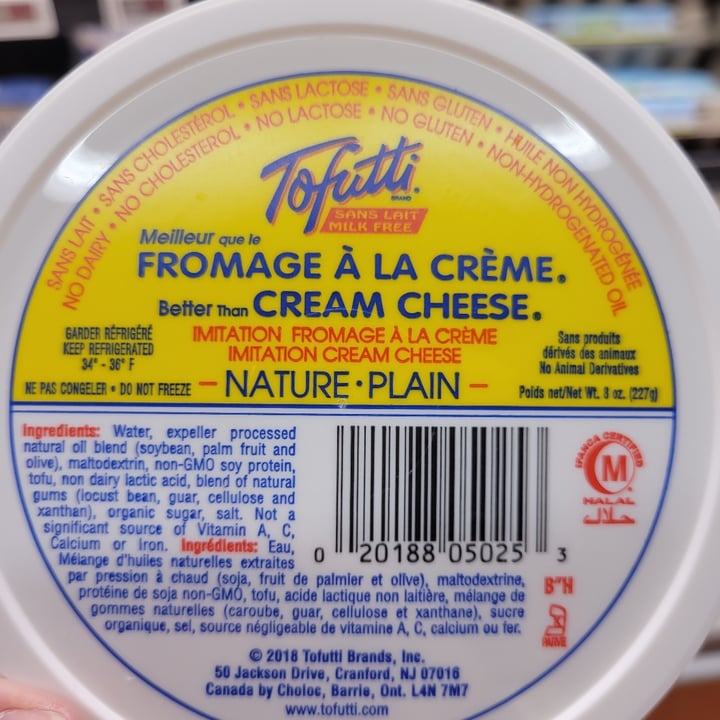 SANS LAIT • SANS CHOLESTÉROL • SANS LACTOSE • SANS GLUTEN • HUILE NON HYDROGÉNÉE
NO DAIRY • NO CHOLESTEROL • NO LACTOSE • NO GLUTEN • NON-HYDROGENATED OIL
Tofutti
BRAND
SANS LAIT
MILK FREE
Meilleur que le
FROMAGE À LA CRÈME®
Better Than CREAM CHEESE®
IMITATION FROMAGE À LA CRÈME
IMITATION CREAM CHEESE
GARDER RÉFRIGÉRÉ
KEEP REFRIGERATED
34° - 36° F
NE PAS CONGELER • DO NOT FREEZE
– NATURE • PLAIN –
Sans produits
dérivés des animaux
No Animal Derivatives
Poids net/Net Wt. 8 oz. (227g)
Ingredients: Water, expeller processed
natural oil blend (soybean, palm fruit and
olive), maltodextrin, non-GMO soy protein,
tofu, non dairy lactic acid, blend of natural
gums (locust bean, guar, cellulose and
xanthan), organic sugar, salt. Not a
significant source of Vitamin A, C,
Calcium or Iron. Ingrédients: Eau,
Mélange d'huiles naturelles extraites
par pression à chaud (soja, fruit de palmier et olive), maltodextrine,
protéine de soja non-GMO, tofu, acide lactique non laitière, mélange de
gommes naturelles (caroube, guar, cellulose et xanthane), sucre
organique, sel, source négligeable de vitamine A, C, calcium ou fer.
0 20188 05025 3
IFANCA CERTIFIED
M
HALAL
حلال
B"H
PARVE
© 2018 Tofutti Brands, Inc.
50 Jackson Drive, Cranford, NJ 07016
Canada by Choloc, Barrie, Ont. L4N 7M7
www.tofutti.com